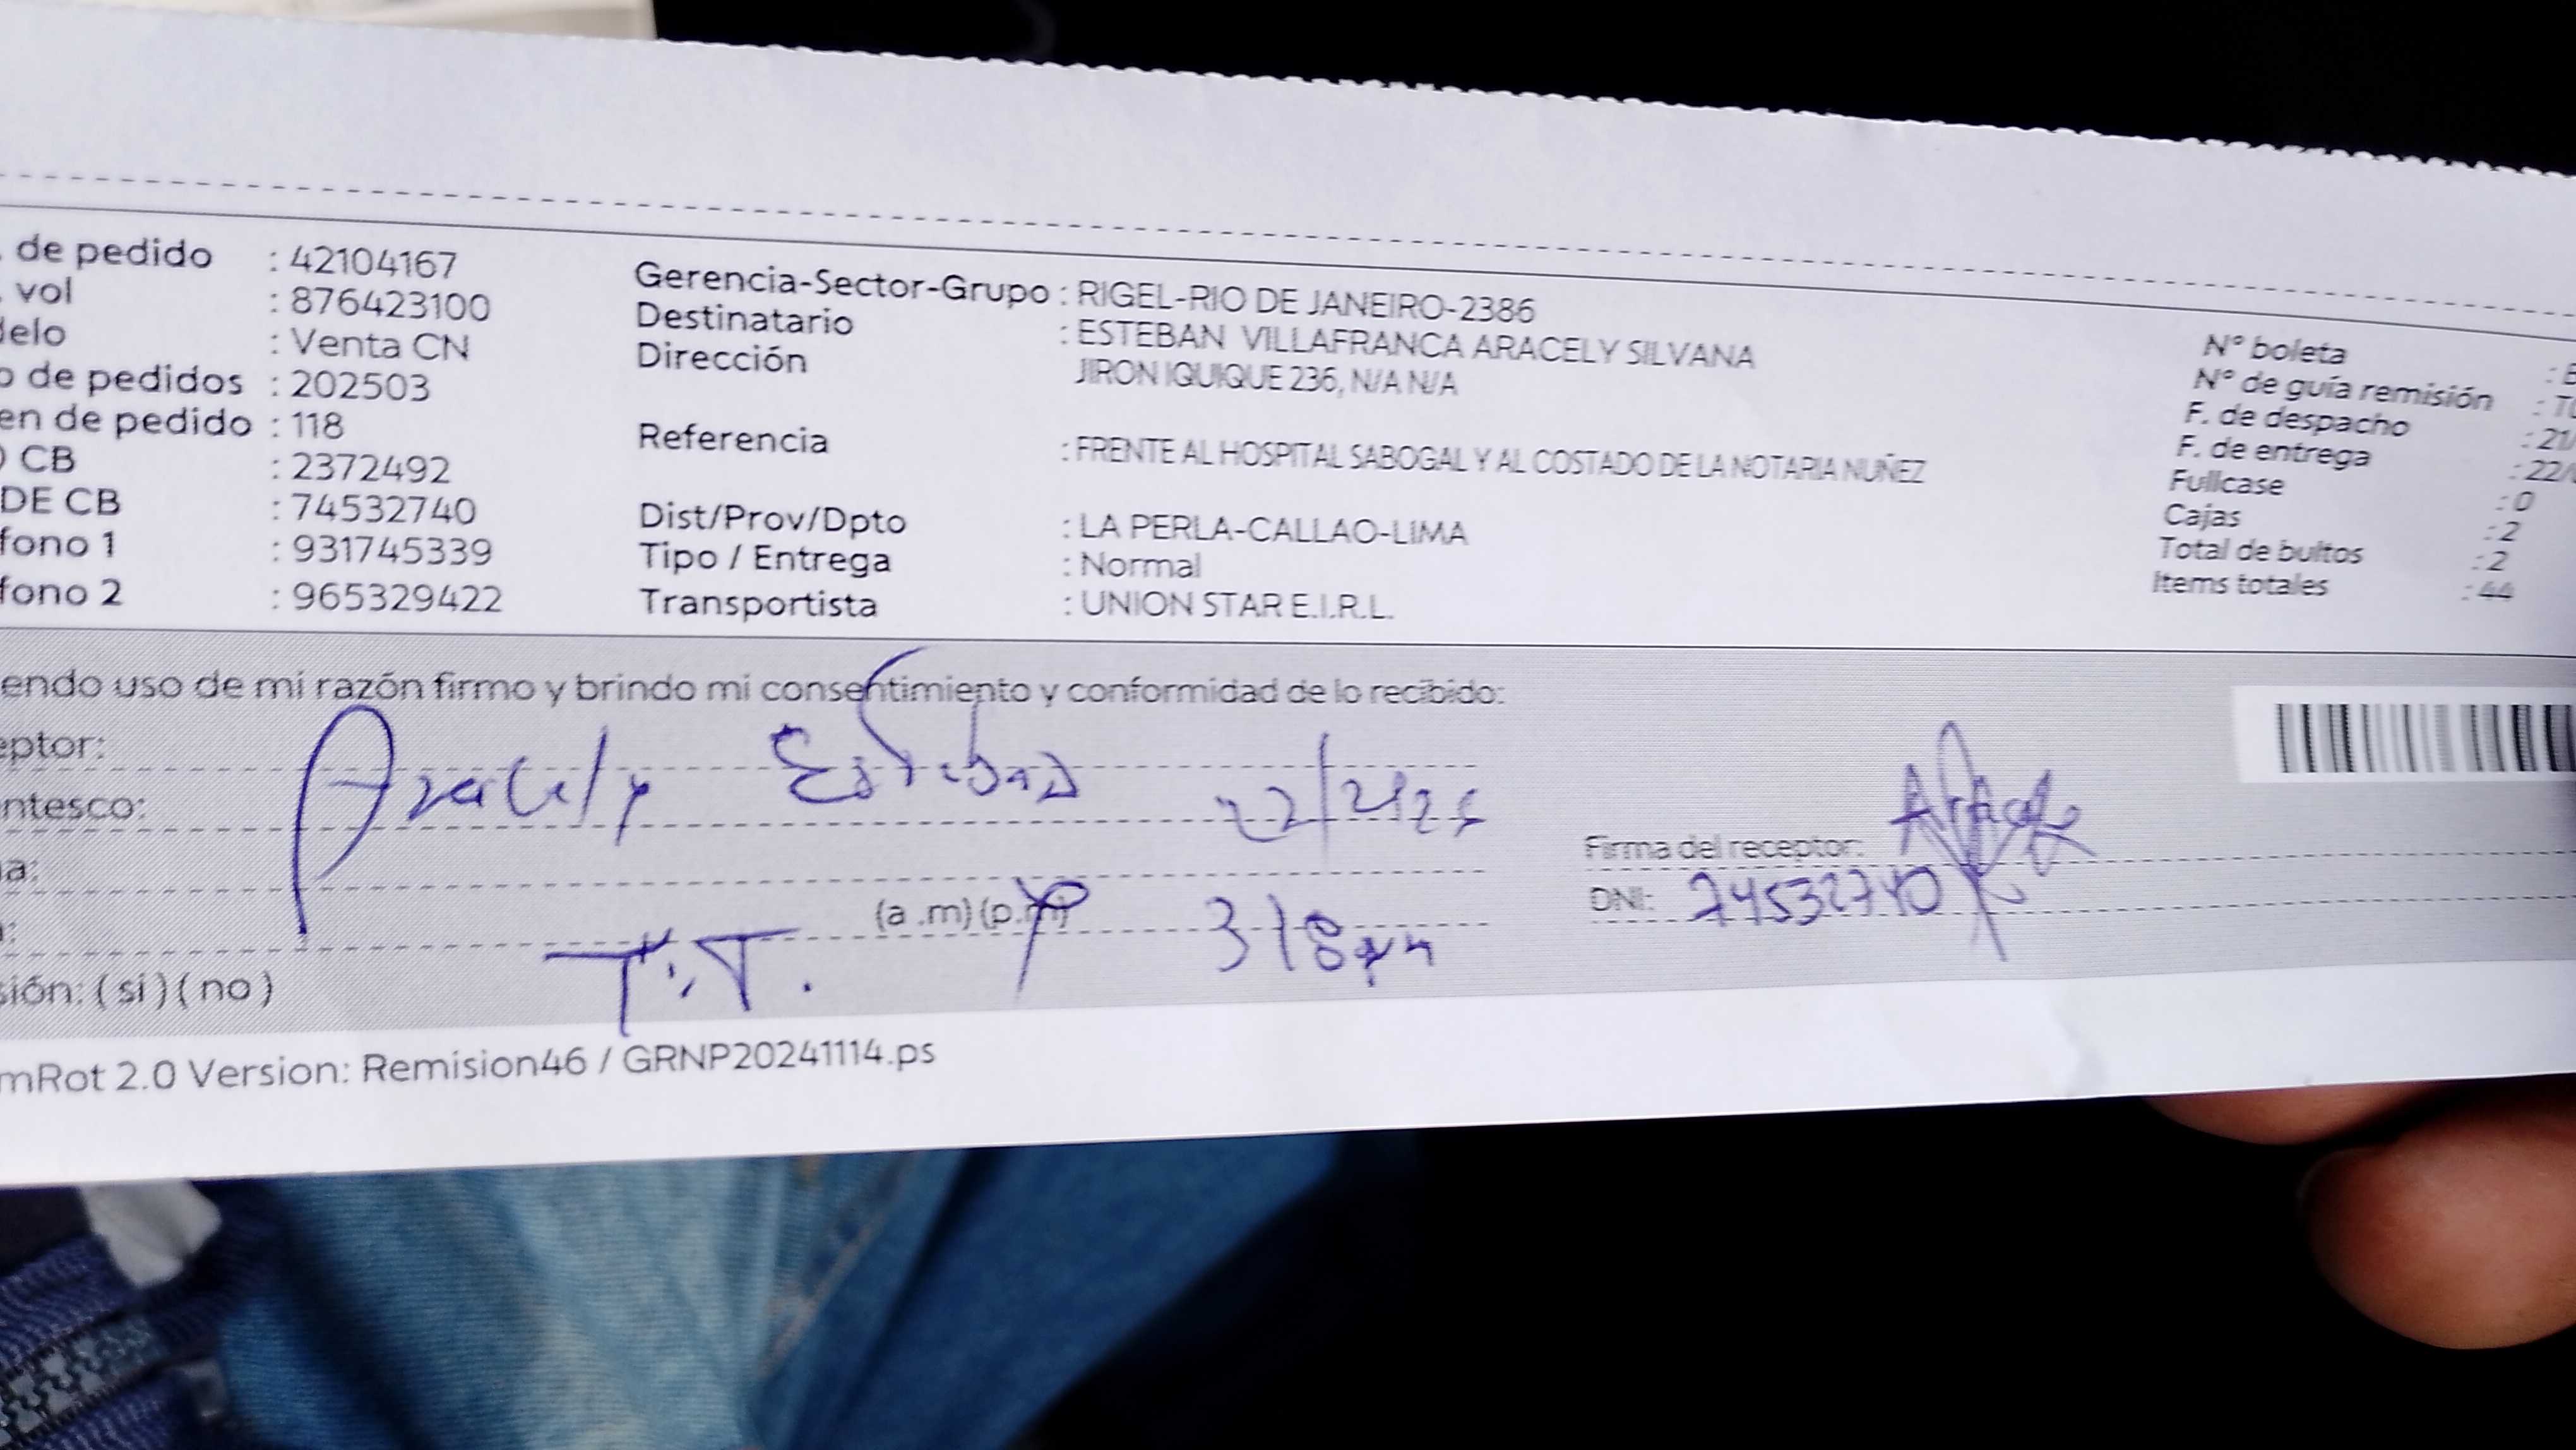 . de pedido : 42104167
. vol : 876423100
delo : Venta CN
o de pedidos : 202503
en de pedido : 118
CB : 2372492
DE CB : 74532740
fono 1 : 931745339
fono 2 : 965329422
Gerencia-Sector-Grupo : RIGEL-RIO DE JANEIRO-2386
Destinatario : ESTEBAN VILLAFRANCA ARACELY SILVANA
Dirección JIRON IQUIQUE 236, N/A N/A
Referencia : FRENTE AL HOSPITAL SABOGAL Y AL COSTADO DE LA NOTARIA NUÑEZ
Dist/Prov/Dpto : LA PERLA-CALLAO-LIMA
Tipo / Entrega : Normal
Transportista : UNION STAR E.I.R.L.
N° boleta
N° de guía remisión
F. de despacho : 21/
F. de entrega : 22/
Fullcase : 0
Cajas : 2
Total de bultos : 2
Items totales : 44
endo uso de mi razón firmo y brindo mi consentimiento y conformidad de lo recibido:
eptor: Aracely Esteban
ntesco:
a:
(a .m) (p.m)
T.T.
sión: ( si ) ( no )
Firma del receptor:
DNI: 74532740
mRot 2.0 Version: Remision46 / GRNP20241114.ps